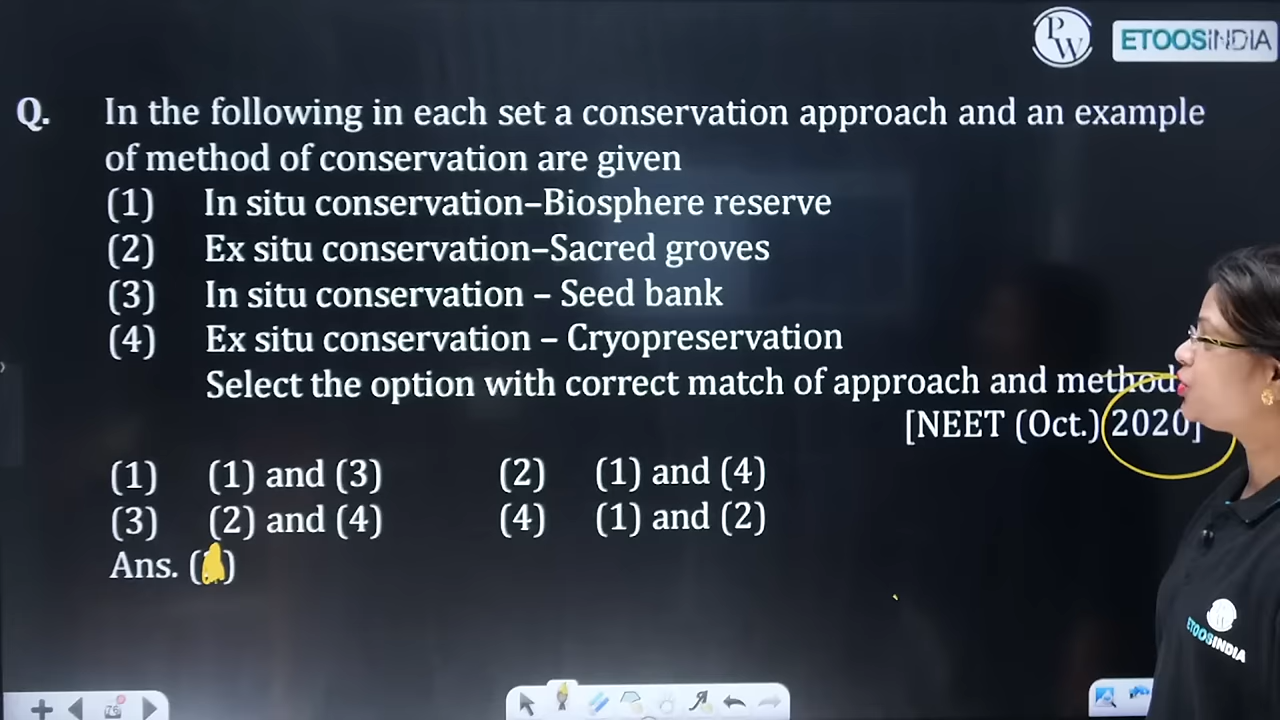 PW ETOOSINDIA
Q. In the following in each set a conservation approach and an example
of method of conservation are given
(1) In situ conservation–Biosphere reserve
(2) Ex situ conservation–Sacred groves
(3) In situ conservation – Seed bank
(4) Ex situ conservation – Cryopreservation
Select the option with correct match of approach and method
[NEET (Oct.) 2020]
(1) (1) and (3) (2) (1) and (4)
(3) (2) and (4) (4) (1) and (2)
Ans. ( )
ETOOSINDIA
76